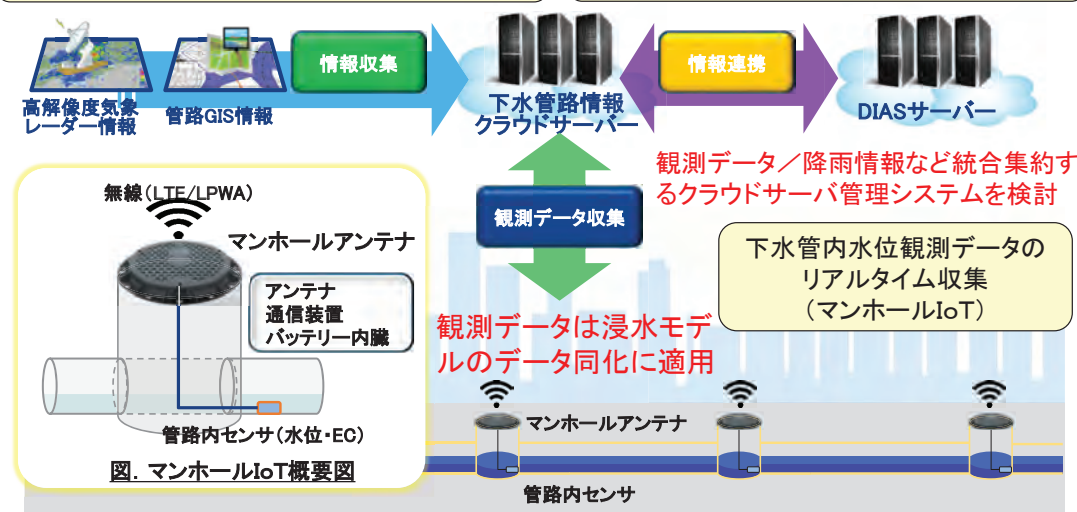 情報収集
情報連携
高解像度気象
レーダー情報
管路GIS情報
下水管路情報
クラウドサーバー
DIASサーバー
観測データ／降雨情報など統合集約す
るクラウドサーバ管理システムを検討
無線(LTE/LPWA)
マンホールアンテナ
アンテナ
通信装置
バッテリー内臓
管路内センサ(水位・EC)
図．マンホールIoT概要図
観測データ収集
下水管内水位観測データの
リアルタイム収集
（マンホールIoT）
観測データは浸水モデ
ルのデータ同化に適用
マンホールアンテナ
管路内センサ